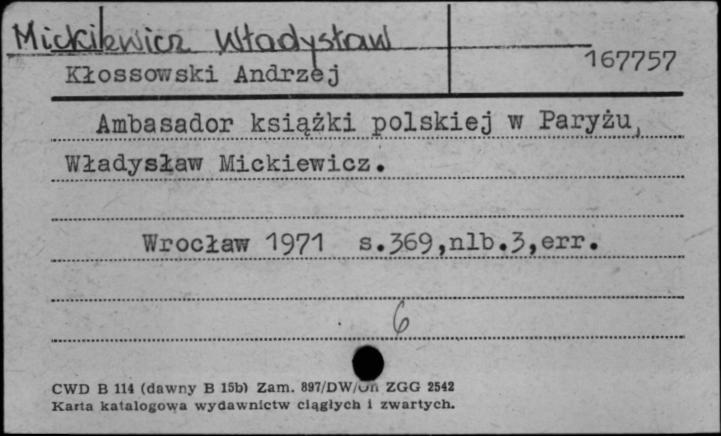 Mickiewicz Władysław
Kłossowski Andrzej
167757
Ambasador książki polskiej w Paryżu,
Władysław Mickiewicz.
Wrocław 1971 s.369,nlb.3,err.
6
CWD B 114 (dawny B 15b) Zam. 897/DW/Un ZGG 2542
Karta katalogowa wydawnictw ciągłych i zwartych.